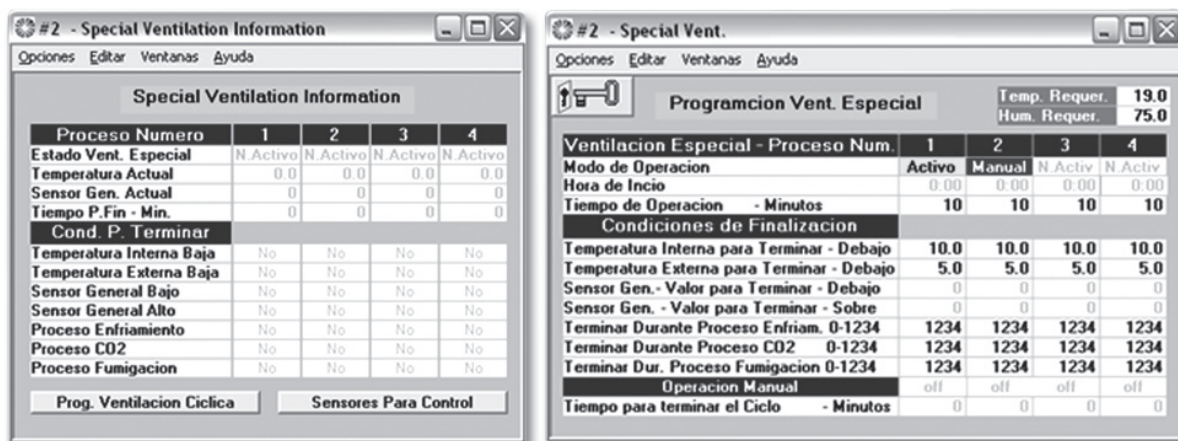 #2 - Special Ventilation Information
Opciones Editar Ventanas Ayuda
Special Ventilation Information
Proceso Numero 1 2 3 4
Estado Vent. Especial N.Activo N.Activo N.Activo N.Activo
Temperatura Actual 0.0 0.0 0.0 0.0
Sensor Gen. Actual 0 0 0 0
Tiempo P.Fin - Min. 0 0 0 0
Cond. P. Terminar
Temperatura Interna Baja No No No No
Temperatura Externa Baja No No No No
Sensor General Bajo No No No No
Sensor General Alto No No No No
Proceso Enfriamiento No No No No
Proceso CO2 No No No No
Proceso Fumigacion No No No No
Prog. Ventilacion Ciclica Sensores Para Control
#2 - Special Vent.
Opciones Editar Ventanas Ayuda
Programcion Vent. Especial
Temp. Requer. 19.0
Hum. Requer. 75.0
Ventilacion Especial - Proceso Num. 1 2 3 4
Modo de Operacion Activo Manual N.Activ N.Activ
Hora de Incio 0:00 0:00 0:00 0:00
Tiempo de Operacion - Minutos 10 10 10 10
Condiciones de Finalizacion
Temperatura Interna para Terminar - Debajo 10.0 10.0 10.0 10.0
Temperatura Externa para Terminar - Debajo 5.0 5.0 5.0 5.0
Sensor Gen.- Valor para Terminar - Debajo 0 0 0 0
Sensor Gen. - Valor para Terminar - Sobre 0 0 0 0
Terminar Durante Proceso Enfriam. 0-1234 1234 1234 1234 1234
Terminar Durante Proceso CO2 0-1234 1234 1234 1234 1234
Terminar Dur. Proceso Fumigacion 0-1234 1234 1234 1234 1234
Operacion Manual off off off off
Tiempo para terminar el Ciclo - Minutos 0 0 0 0